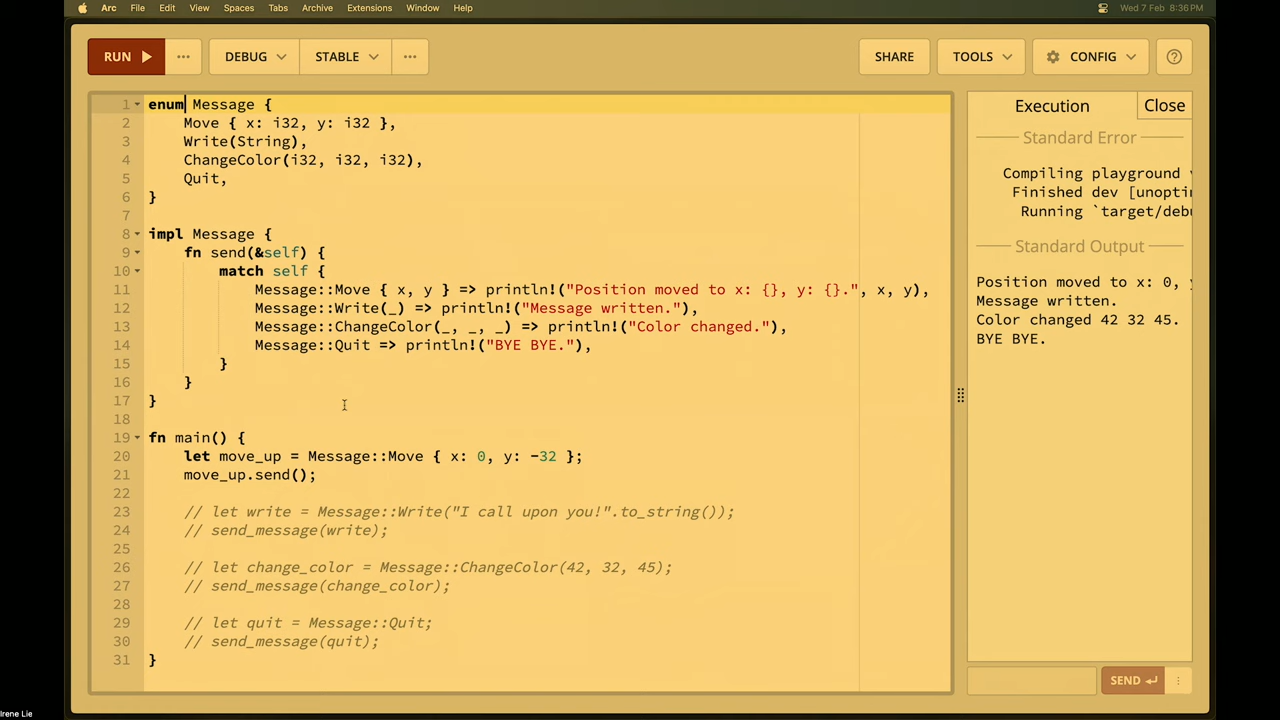 Arc File Edit View Spaces Tabs Archive Extensions Window Help Wed 7 Feb 8:36 PM
RUN ··· DEBUG STABLE ··· SHARE TOOLS CONFIG ?
1 enum Message {
2 Move { x: i32, y: i32 },
3 Write(String),
4 ChangeColor(i32, i32, i32),
5 Quit,
6 }
7
8 impl Message {
9 fn send(&self) {
10 match self {
11 Message::Move { x, y } => println!("Position moved to x: {}, y: {}.", x, y),
12 Message::Write(_) => println!("Message written."),
13 Message::ChangeColor(_, _, _) => println!("Color changed."),
14 Message::Quit => println!("BYE BYE."),
15 }
16 }
17 }
18
19 fn main() {
20 let move_up = Message::Move { x: 0, y: -32 };
21 move_up.send();
22
23 // let write = Message::Write("I call upon you!".to_string());
24 // send_message(write);
25
26 // let change_color = Message::ChangeColor(42, 32, 45);
27 // send_message(change_color);
28
29 // let quit = Message::Quit;
30 // send_message(quit);
31 }
Execution Close
Standard Error
Compiling playground
Finished dev [unopti
Running `target/deb
Standard Output
Position moved to x: 0,
Message written.
Color changed 42 32 45.
BYE BYE.
SEND
Irene Lie